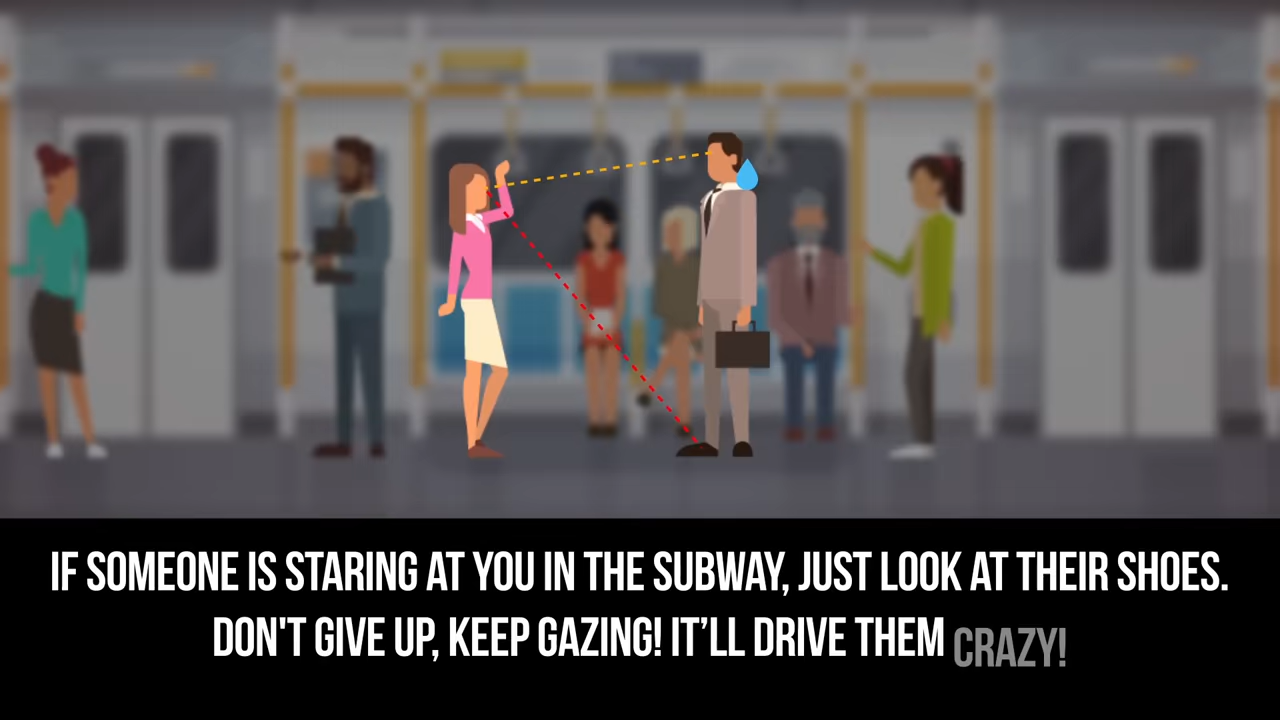 IF SOMEONE IS STARING AT YOU IN THE SUBWAY, JUST LOOK AT THEIR SHOES.
DON'T GIVE UP, KEEP GAZING! IT’LL DRIVE THEM CRAZY!